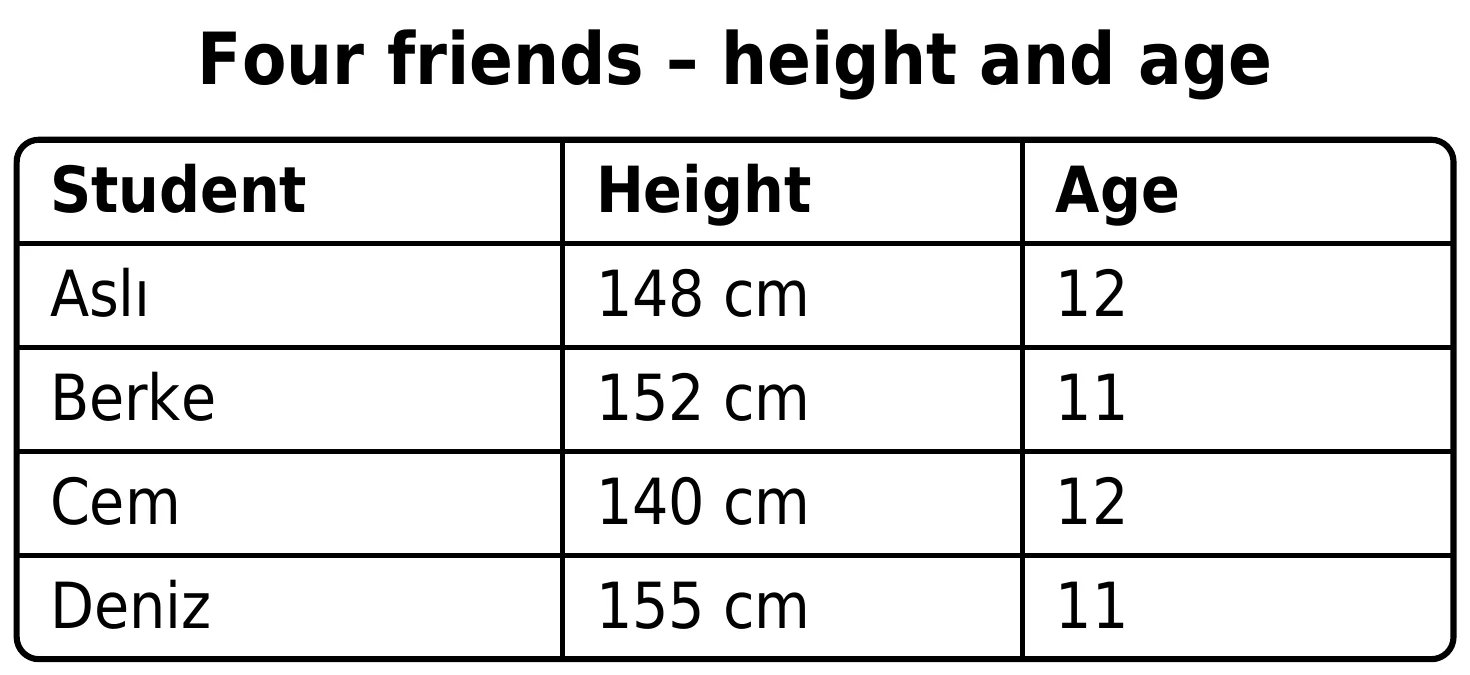 Four friends – height and age
Student Height Age
Aslı 148 cm 12
Berke 152 cm 11
Cem 140 cm 12
Deniz 155 cm 11